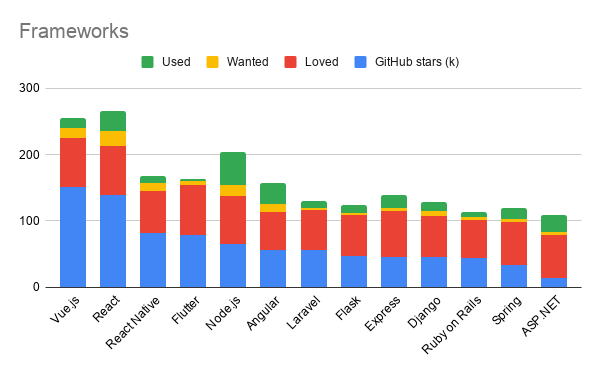 Frameworks
Used Wanted Loved GitHub stars (k)
300
200
100
0
Vue.js React React Native Flutter Node.js Angular Laravel Flask Express Django Ruby on Rails Spring ASP.NET